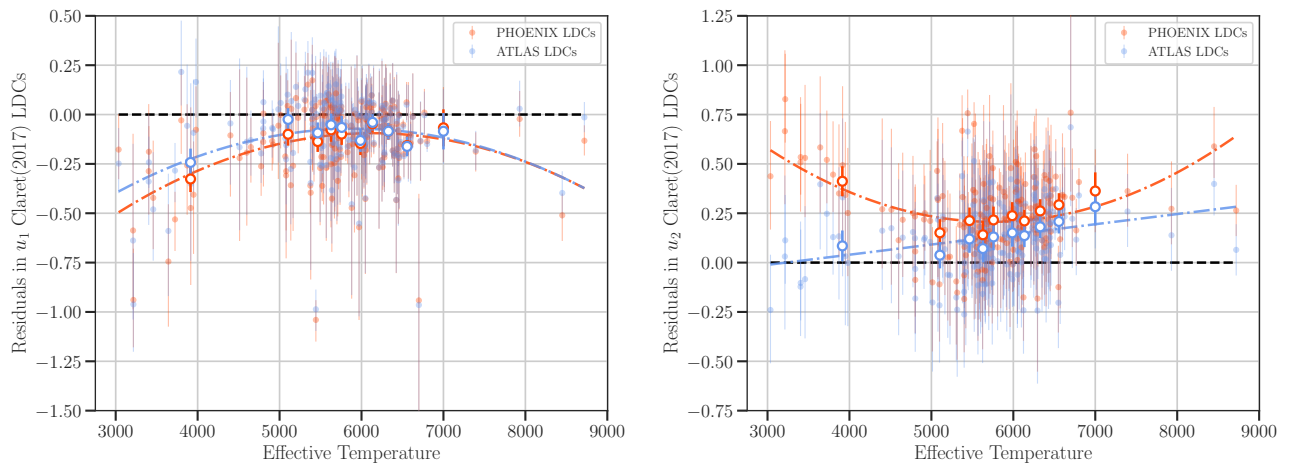 0.50
0.25
0.00
−0.25
−0.50
−0.75
−1.00
−1.25
−1.50
Residuals in u₁ Claret(2017) LDCs
PHOENIX LDCs
ATLAS LDCs
3000 4000 5000 6000 7000 8000 9000
Effective Temperature
1.25
1.00
0.75
0.50
0.25
0.00
−0.25
−0.50
−0.75
Residuals in u₂ Claret(2017) LDCs
PHOENIX LDCs
ATLAS LDCs
3000 4000 5000 6000 7000 8000 9000
Effective Temperature